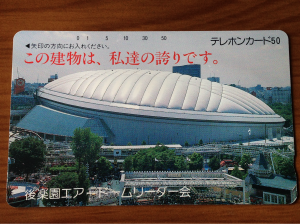 0 1 5 10 30 50
◀矢印の方向にお入れください。
テレホンカード50
この建物は、私達の誇りです。
後楽園エアードームリーダー会